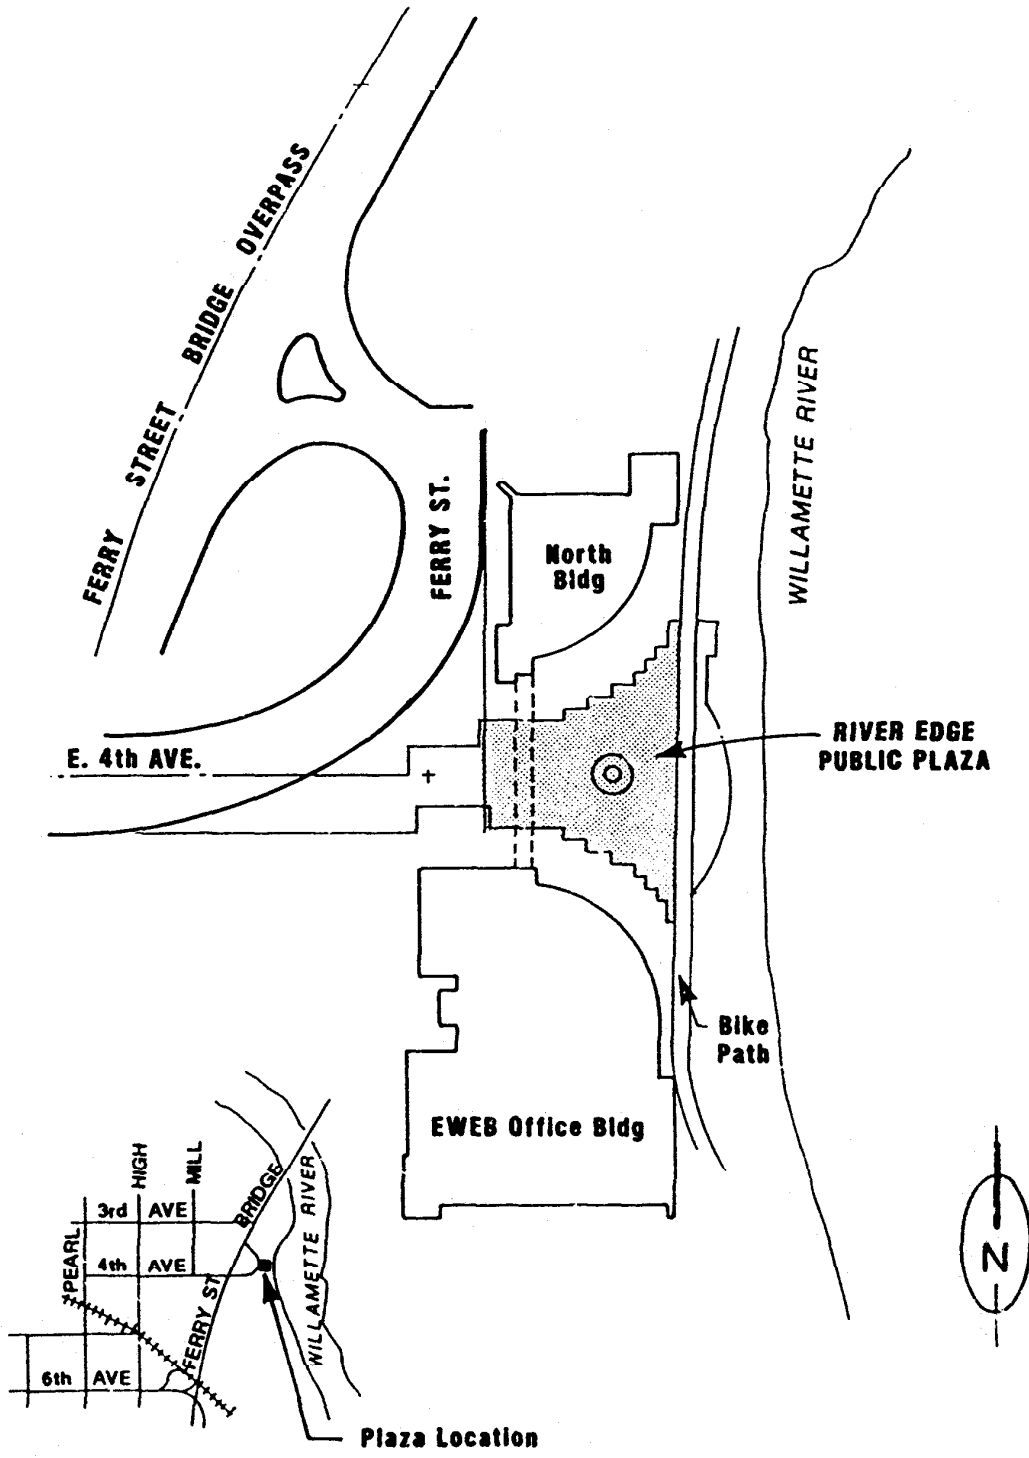 FERRY STREET BRIDGE OVERPASS
FERRY ST.
North
Bldg
WILLAMETTE RIVER
E. 4th AVE.
RIVER EDGE
PUBLIC PLAZA
Bike
Path
EWEB Office Bldg
HIGH
MILL
BRIDGE
3rd AVE
PEARL
4th AVE
FERRY ST
WILLAMETTE RIVER
6th AVE
Plaza Location
N